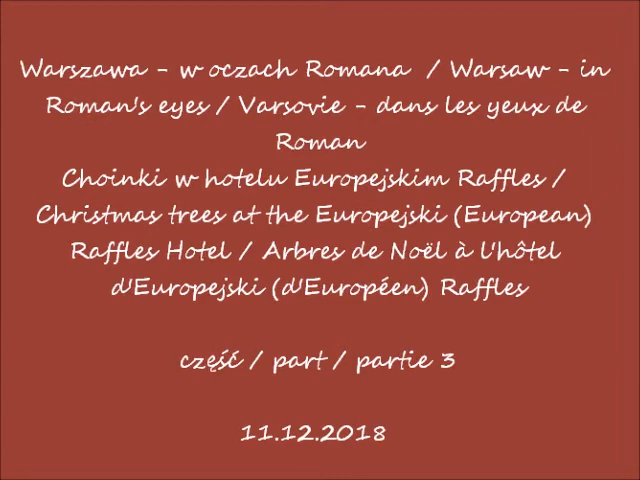 Warszawa - w oczach Romana / Warsaw - in
Roman's eyes / Varsovie - dans les yeux de
Roman
Choinki w hotelu Europejskim Raffles /
Christmas trees at the Europejski (European)
Raffles Hotel / Arbres de Noël à l'hôtel
d'Europejski (d'Européen) Raffles
część / part / partie 3
11.12.2018